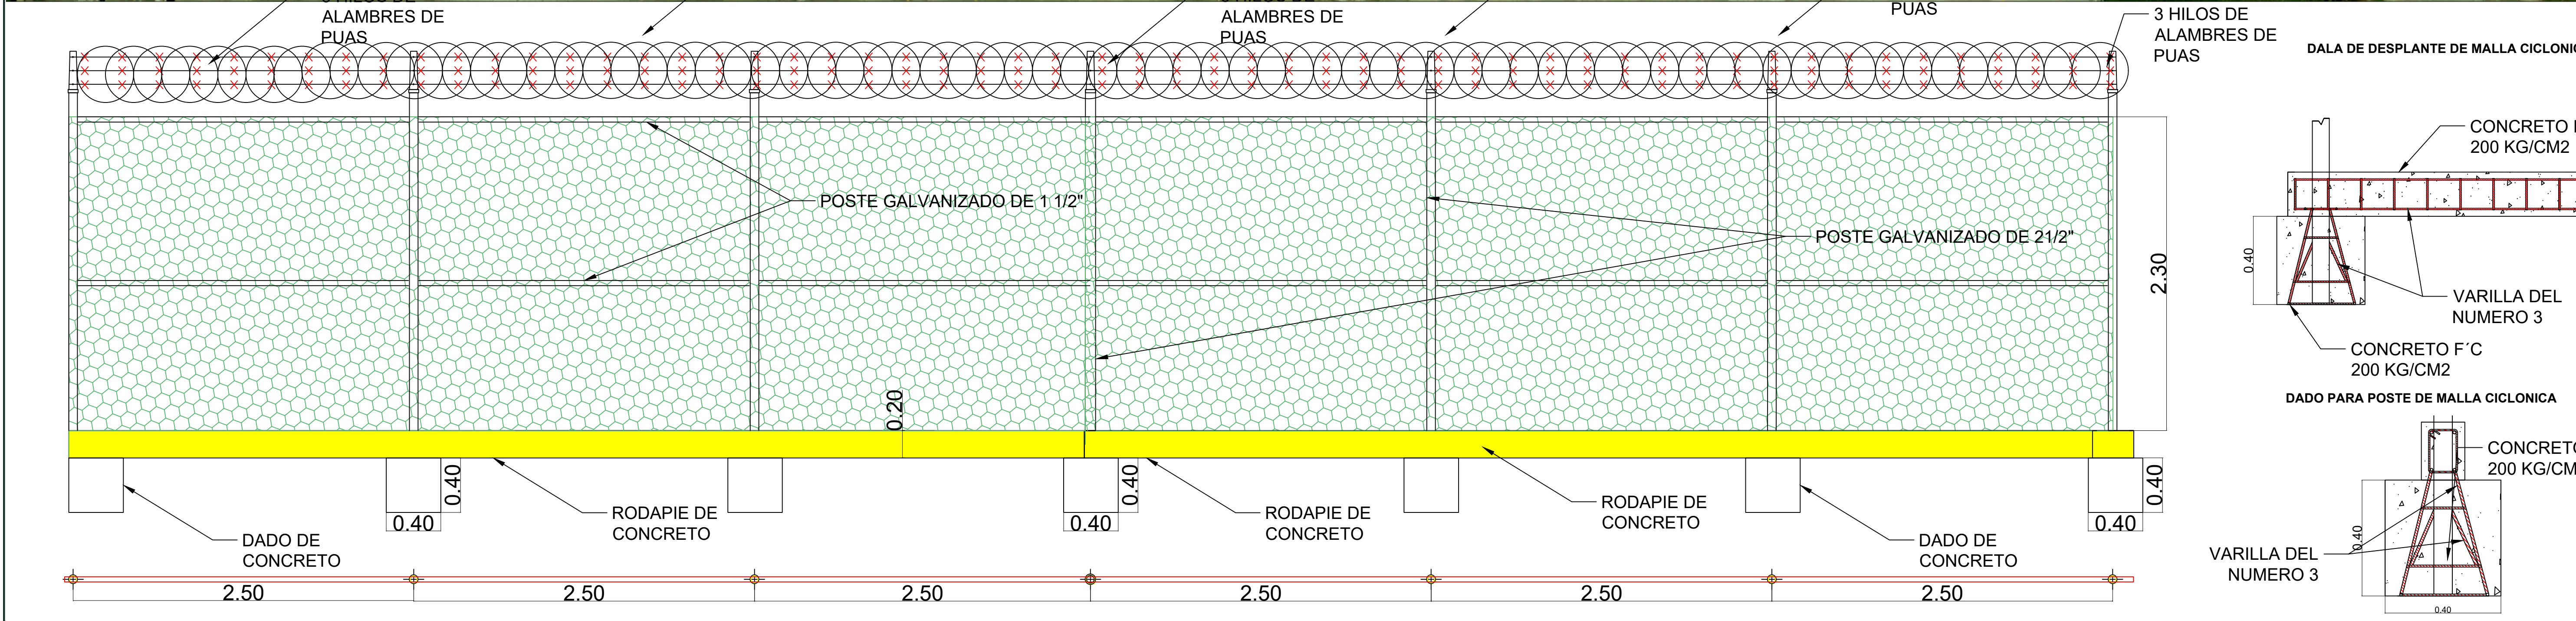 ALAMBRES DE
PUAS
ALAMBRES DE
PUAS
PUAS
3 HILOS DE
ALAMBRES DE
PUAS
POSTE GALVANIZADO DE 1 1/2"
POSTE GALVANIZADO DE 21/2"
2.30
0.20
0.40
0.40
0.40
0.40
0.40
0.40
DADO DE
CONCRETO
RODAPIE DE
CONCRETO
RODAPIE DE
CONCRETO
RODAPIE DE
CONCRETO
DADO DE
CONCRETO
2.50
2.50
2.50
2.50
2.50
2.50
DALA DE DESPLANTE DE MALLA
CONCRETO
200 KG/CM2
0.40
VARILLA DEL
NUMERO 3
CONCRETO F´C
200 KG/CM2
DADO PARA POSTE DE MALLA CICLONICA
CONCRETO
200
VARILLA DEL
NUMERO 3
0.40
0.40